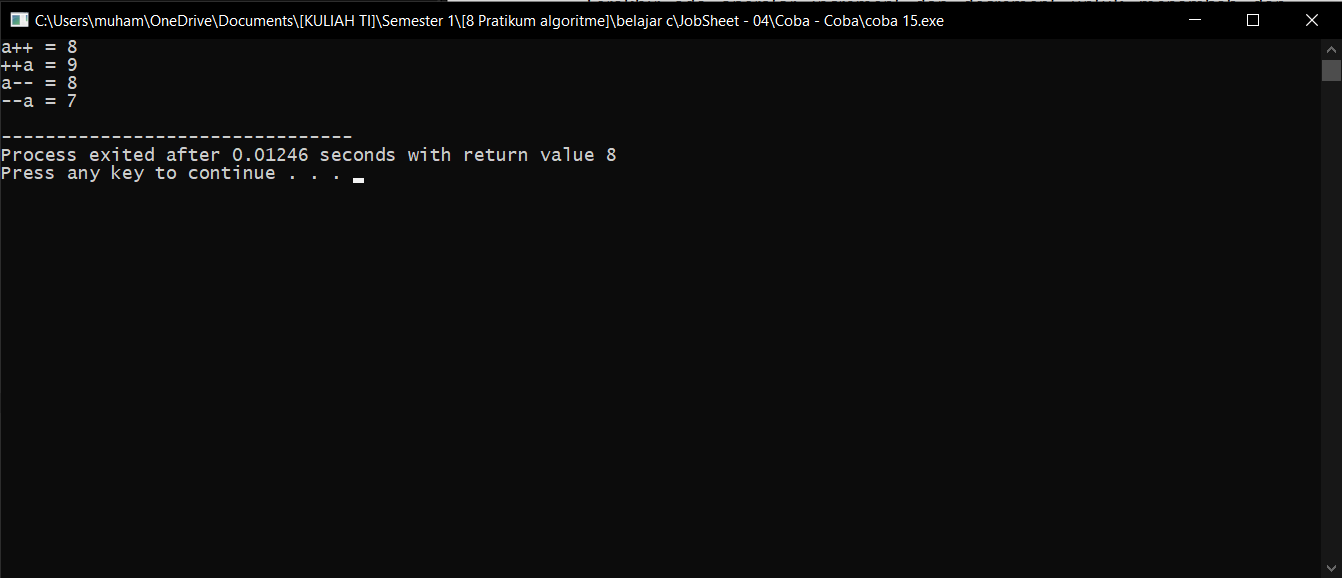 C:\Users\muham\OneDrive\Documents\[KULIAH TI]\Semester 1\[8 Pratikum algoritme]\belajar c\JobSheet - 04\Coba - Coba\coba 15.exe
a++ = 8
++a = 9
a-- = 8
--a = 7
--------------------------------
Process exited after 0.01246 seconds with return value 8
Press any key to continue . . .